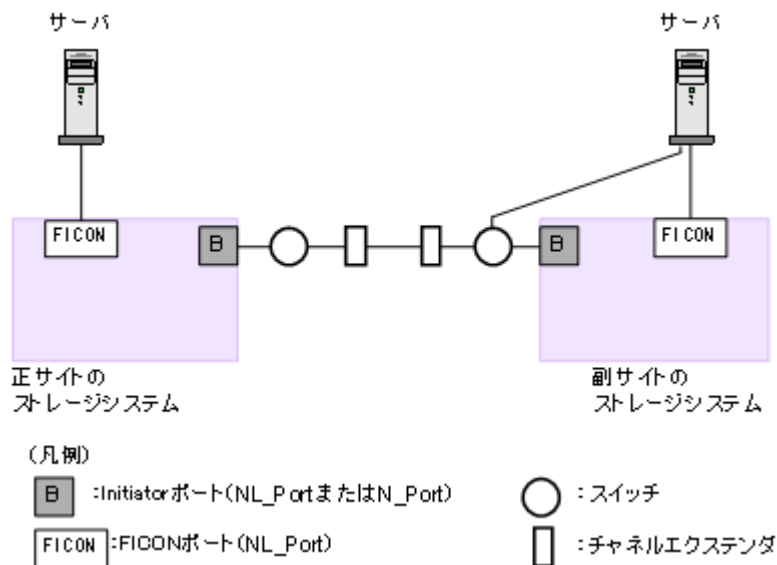 サーバ
サーバ
FICON
B
B
FICON
正サイトの
ストレージシステム
副サイトの
ストレージシステム
(凡例)
B :Initiatorポート(NL_PortまたはN_Port)
:スイッチ
FICON :FICONポート(NL_Port)
:チャネルエクステンダ